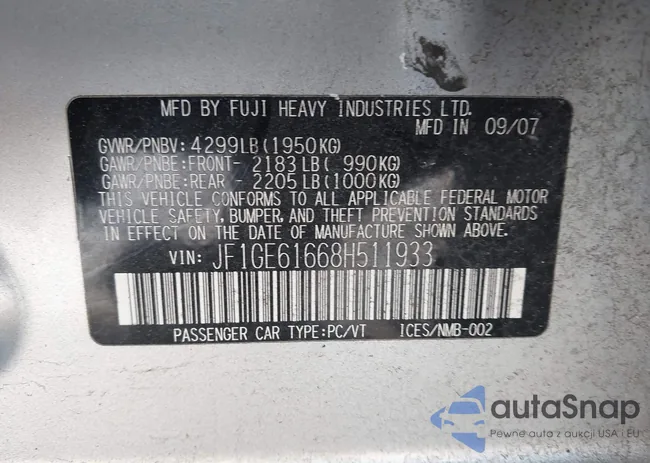 MFD BY FUJI HEAVY INDUSTRIES LTD.
MFD IN 09/07
GVWR/PNBV: 4299LB(1950KG)
GAWR/PNBE:FRONT- 2183LB( 990KG)
GAWR/PNBE:REAR - 2205LB(1000KG)
THIS VEHICLE CONFORMS TO ALL APPLICABLE FEDERAL MOTOR
VEHICLE SAFETY, BUMPER, AND THEFT PREVENTION STANDARDS
IN EFFECT ON THE DATE OF MANUFACTURE SHOWN ABOVE.
VIN: JF1GE61668H511933
PASSENGER CAR TYPE:PC/VT ICES/NMB-002
autaSnap
Pewne auta z aukcji USA i EU